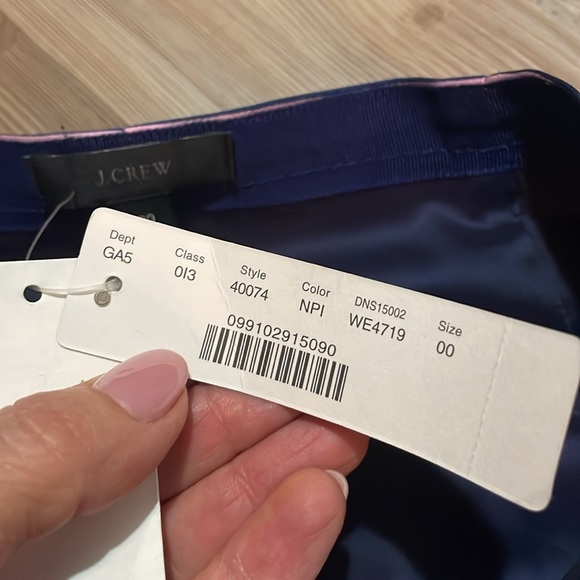 J.CREW
Dept Class Style Color DNS15002 Size
GA5 0I3 40074 NPI WE4719 00
099102915090